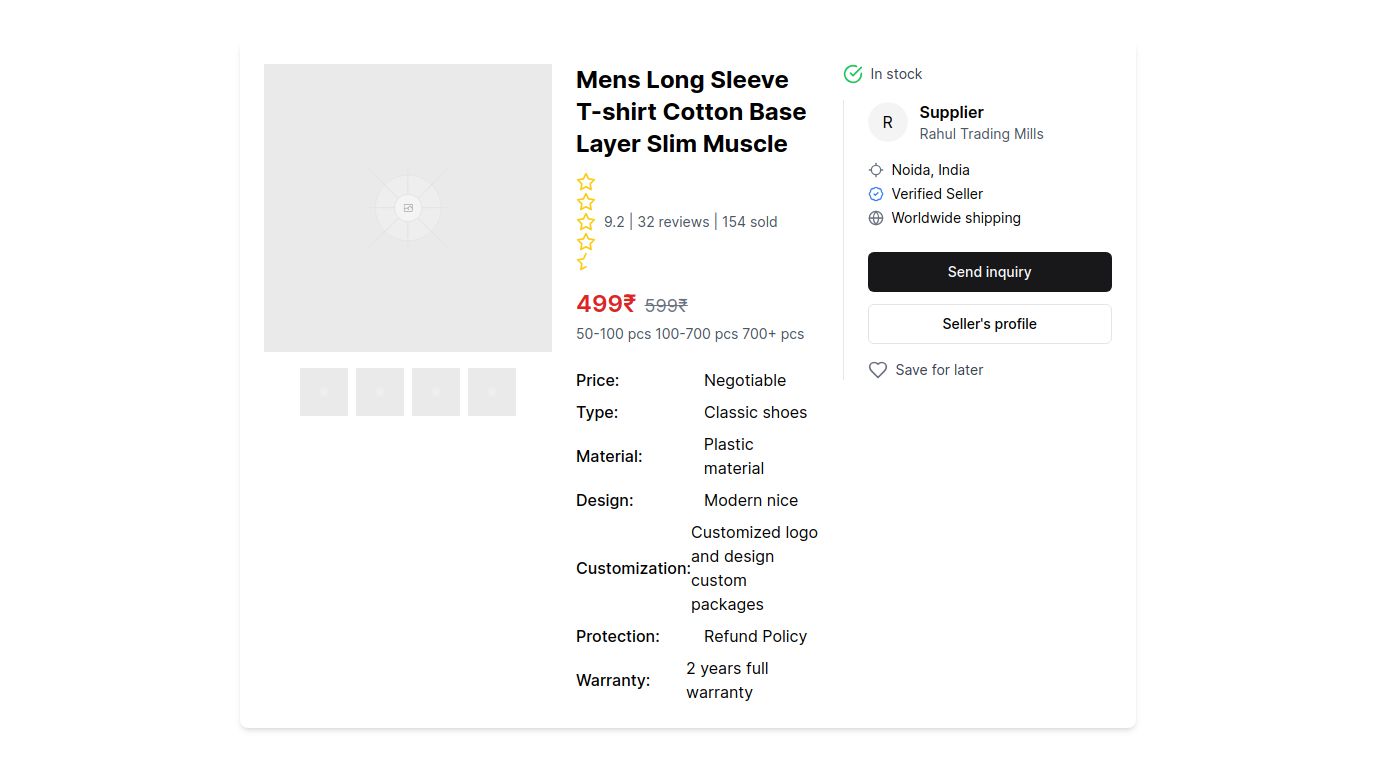 Mens Long Sleeve
T-shirt Cotton Base
Layer Slim Muscle
9.2 | 32 reviews | 154 sold
499₹ 599₹
50-100 pcs 100-700 pcs 700+ pcs
Price: Negotiable
Type: Classic shoes
Material: Plastic
material
Design: Modern nice
Customization: Customized logo
and design
custom
packages
Protection: Refund Policy
Warranty: 2 years full
warranty
In stock
R
Supplier
Rahul Trading Mills
Noida, India
Verified Seller
Worldwide shipping
Send inquiry
Seller's profile
Save for later